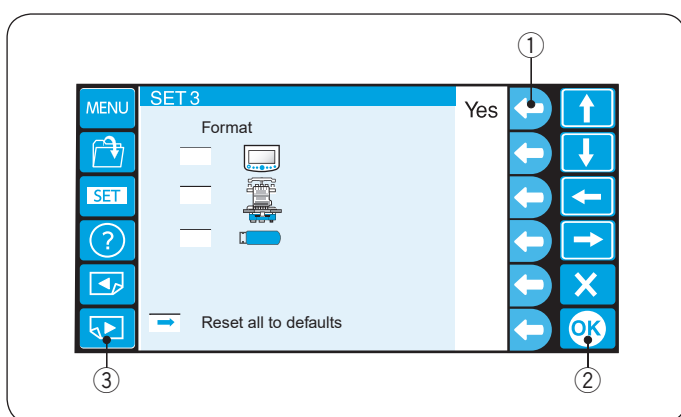 ①
MENU
SET 3
Yes
Format
SET
?
Reset all to defaults
OK
③
②